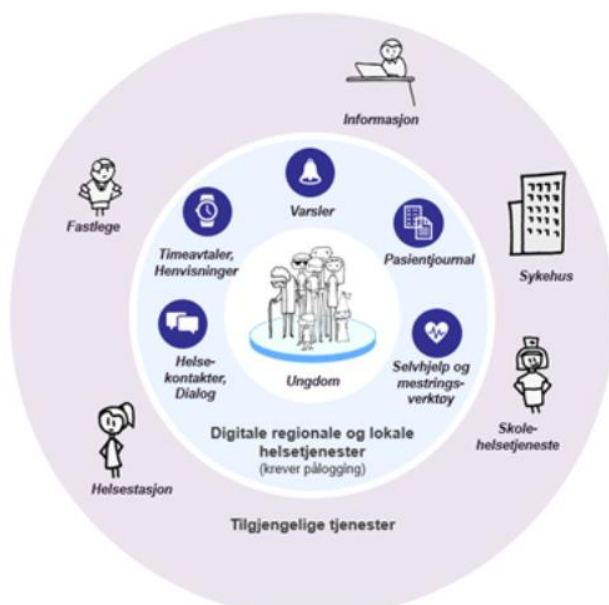 Informasjon
Fastlege
Varsler
Timeavtaler,
Henvisninger
Pasientjournal
Sykehus
Helse-
kontakter,
Dialog
Ungdom
Selvhjelp og
mestrings-
verktøy
Skole-
helsetjeneste
Digitale regionale og lokale
helsetjenester
(krever pålogging)
Helsestasjon
Tilgjengelige tjenester